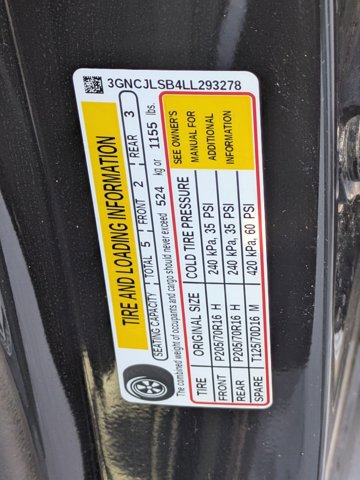 3GNCJLSB4LL293278
TIRE AND LOADING INFORMATION
SEATING CAPACITY TOTAL 5 FRONT 2 REAR 3
The combined weight of occupants and cargo should never exceed 524 kg or 1155 lbs.
TIRE ORIGINAL SIZE COLD TIRE PRESSURE
FRONT P205/70R16 H 240 kPa, 35 PSI
REAR P205/70R16 H 240 kPa, 35 PSI
SPARE T125/70D16 M 420 kPa, 60 PSI
SEE OWNER'S
MANUAL FOR
ADDITIONAL
INFORMATION